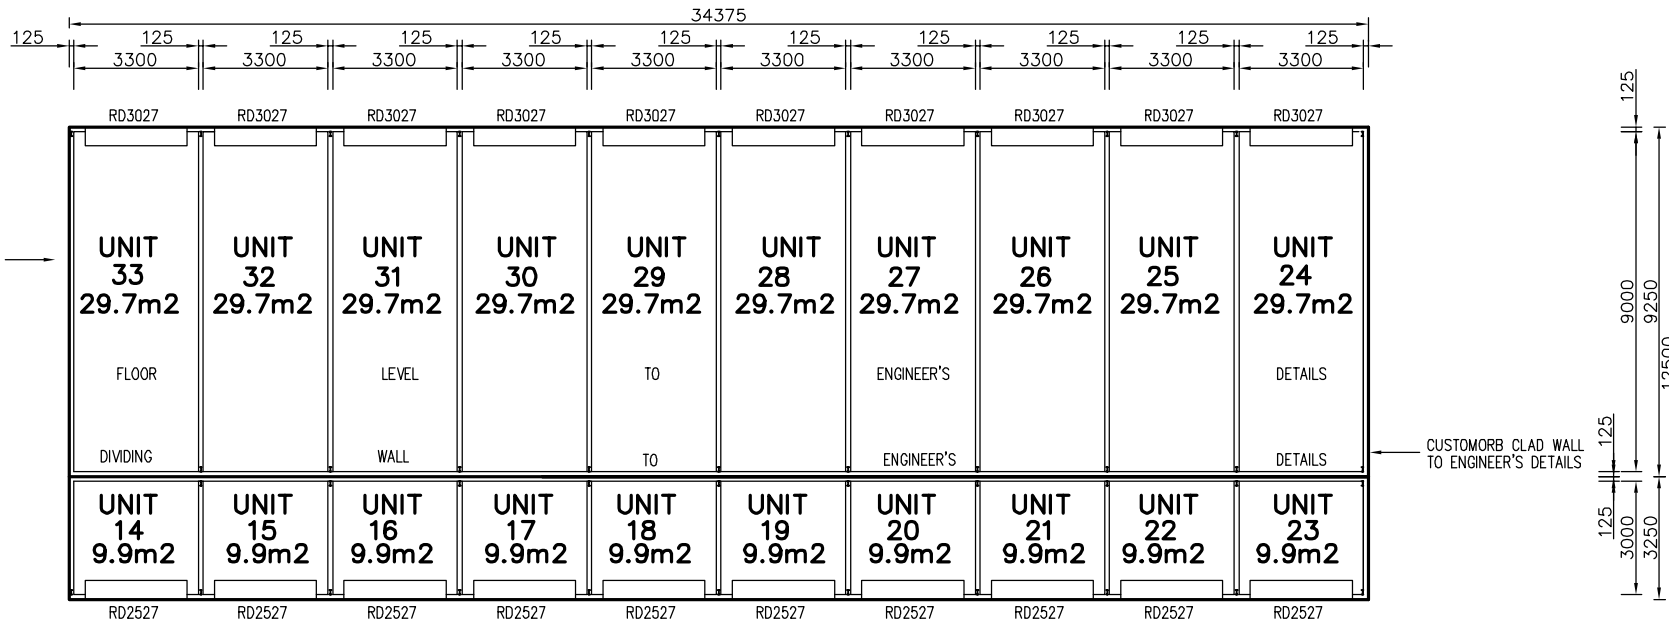 34375
125 125 125 125 125 125 125 125 125 125 125
3300 3300 3300 3300 3300 3300 3300 3300 3300 3300
RD3027 RD3027 RD3027 RD3027 RD3027 RD3027 RD3027 RD3027 RD3027 RD3027
UNIT UNIT UNIT UNIT UNIT UNIT UNIT UNIT UNIT UNIT
33 32 31 30 29 28 27 26 25 24
29.7m2 29.7m2 29.7m2 29.7m2 29.7m2 29.7m2 29.7m2 29.7m2 29.7m2 29.7m2
FLOOR LEVEL TO ENGINEER'S DETAILS
DIVIDING WALL TO ENGINEER'S DETAILS
UNIT UNIT UNIT UNIT UNIT UNIT UNIT UNIT UNIT UNIT
14 15 16 17 18 19 20 21 22 23
9.9m2 9.9m2 9.9m2 9.9m2 9.9m2 9.9m2 9.9m2 9.9m2 9.9m2 9.9m2
RD2527 RD2527 RD2527 RD2527 RD2527 RD2527 RD2527 RD2527 RD2527 RD2527
CUSTOMORB CLAD WALL
TO ENGINEER'S DETAILS
125
9000
9250
12500
125
125
3000
3250